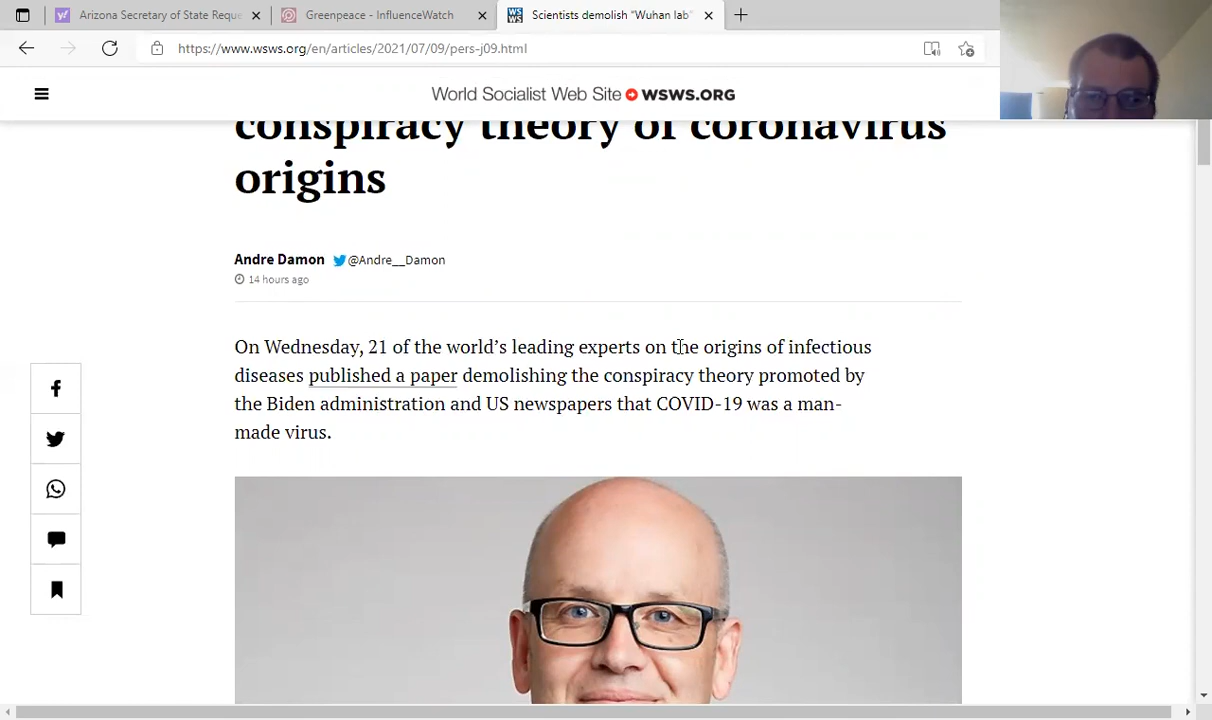 Arizona Secretary of State Reque
Greenpeace - InfluenceWatch
Scientists demolish "Wuhan lab"
https://www.wsws.org/en/articles/2021/07/09/pers-j09.html
World Socialist Web Site WSWS.ORG
conspiracy theory of coronavirus
origins
Andre Damon @Andre__Damon
14 hours ago
On Wednesday, 21 of the world's leading experts on the origins of infectious
diseases published a paper demolishing the conspiracy theory promoted by
the Biden administration and US newspapers that COVID-19 was a man-
made virus.